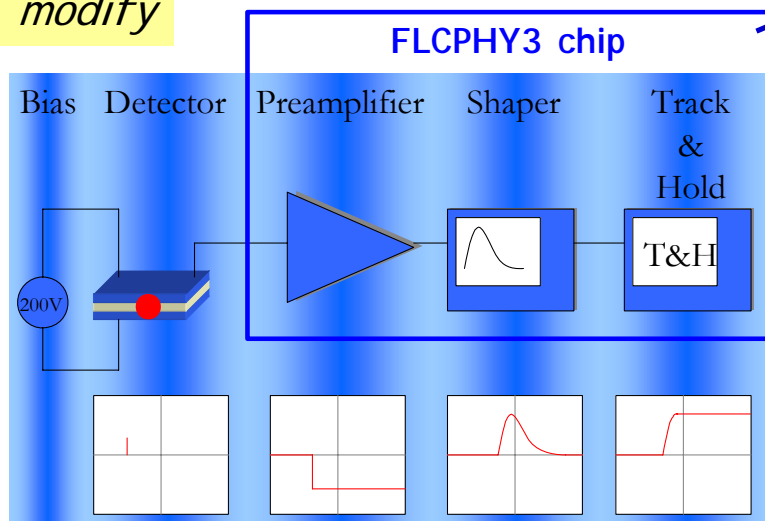 modify
FLCPHY3 chip
Bias Detector Preamplifier Shaper Track
&
Hold
T&H
200V